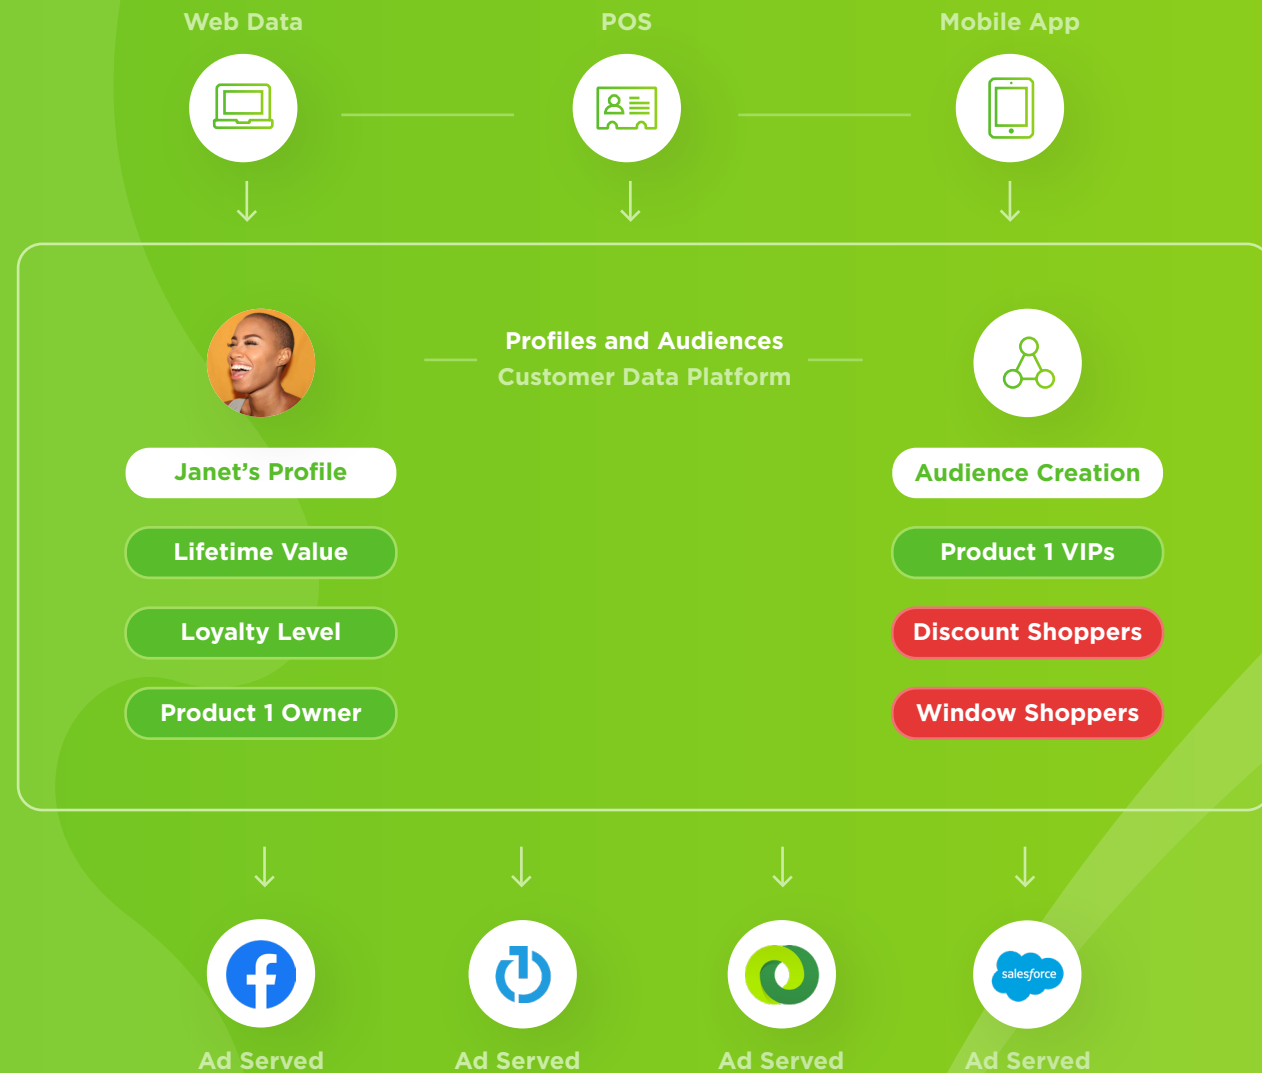 Web Data
POS
Mobile App
Profiles and Audiences
Customer Data Platform
Janet’s Profile
Audience Creation
Lifetime Value
Product 1 VIPs
Loyalty Level
Discount Shoppers
Product 1 Owner
Window Shoppers
salesforce
Ad Served
Ad Served
Ad Served
Ad Served